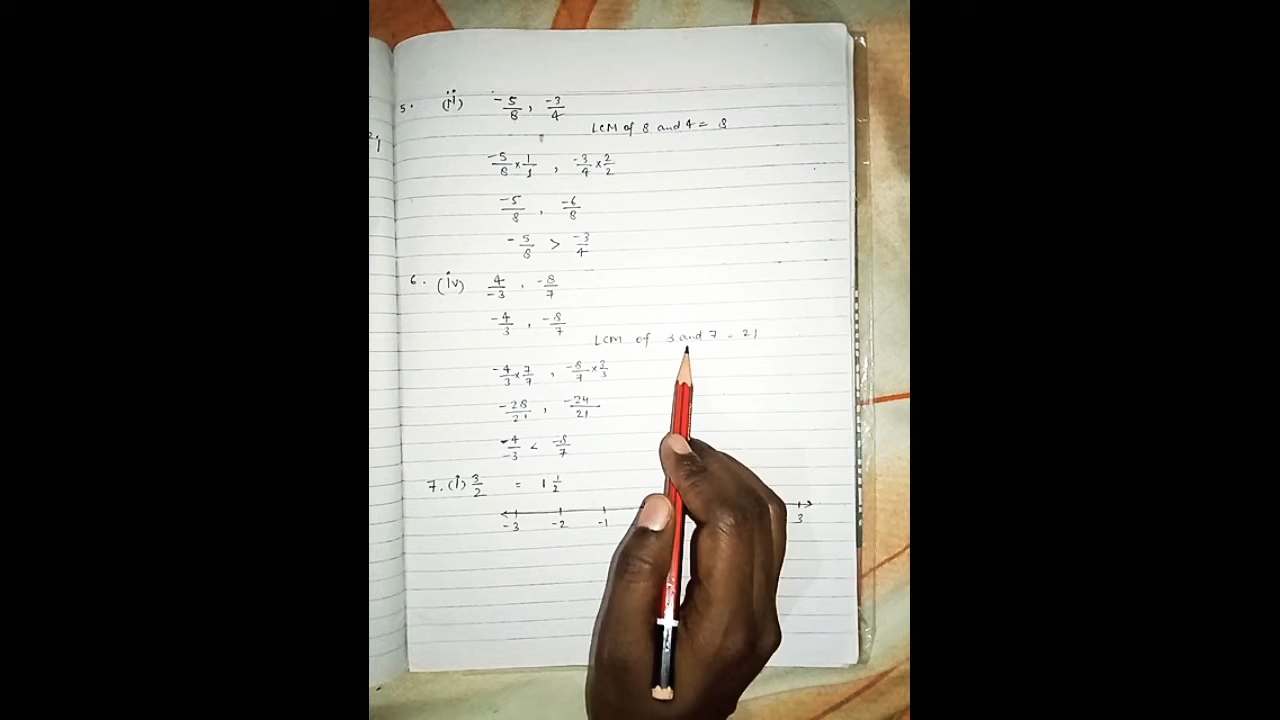 5. (ii) -5/8, -3/4
LCM of 8 and 4 = 8
-5/8 × 1/1, -3/4 × 2/2
-5/8, -6/8
-5/8 > -3/4
6. (iv) 4/-3, -8/7
-4/3, -8/7
LCM of 3 and 7 = 21
-4/3 × 7/7, -8/7 × 3/3
-28/21, -24/21
-4/-3 < -8/7
7. (i) 3/2 = 1 1/2
-3 -2 -1 3